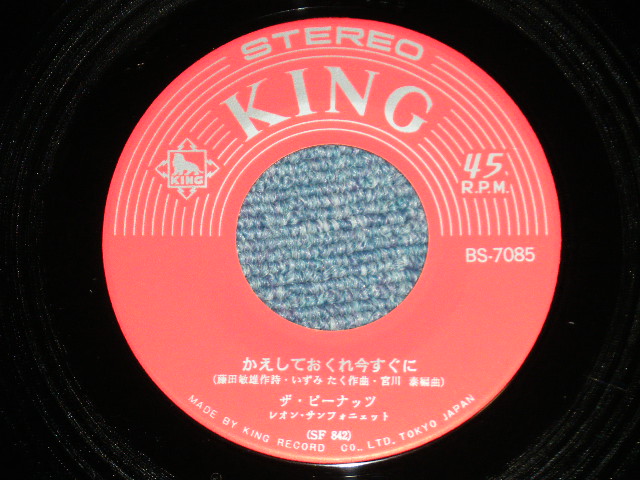 STEREO
KING
KING
45.
R.P.M.
BS-7085
かえしておくれ今すぐに
(藤田敏雄作詩・いずみ たく作曲・宮川 泰編曲)
ザ・ピーナッツ
レオン・サンフォニエット
(SF 842)
MADE BY KING RECORD CO., LTD. TOKYO JAPAN